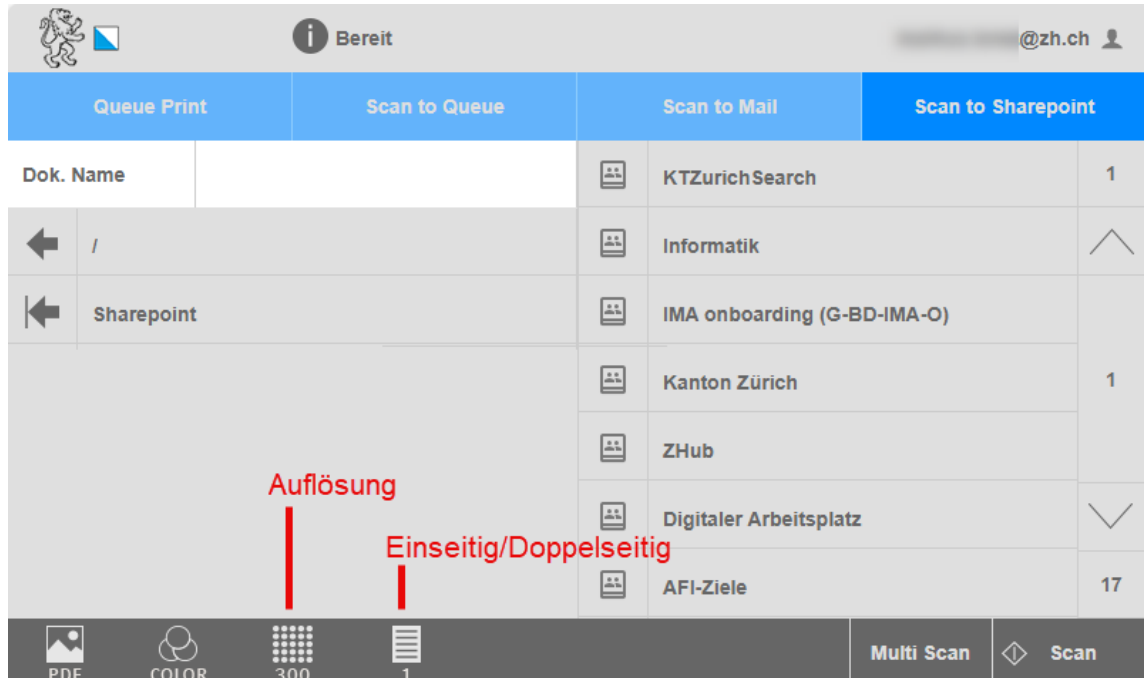 Bereit
@zh.ch
Queue Print
Scan to Queue
Scan to Mail
Scan to Sharepoint
Dok. Name
KTZurichSearch
1
/
Informatik
Sharepoint
IMA onboarding (G-BD-IMA-O)
Kanton Zürich
1
ZHub
Auflösung
Digitaler Arbeitsplatz
Einseitig/Doppelseitig
AFI-Ziele
17
PDF
COLOR
300
1
Multi Scan
Scan